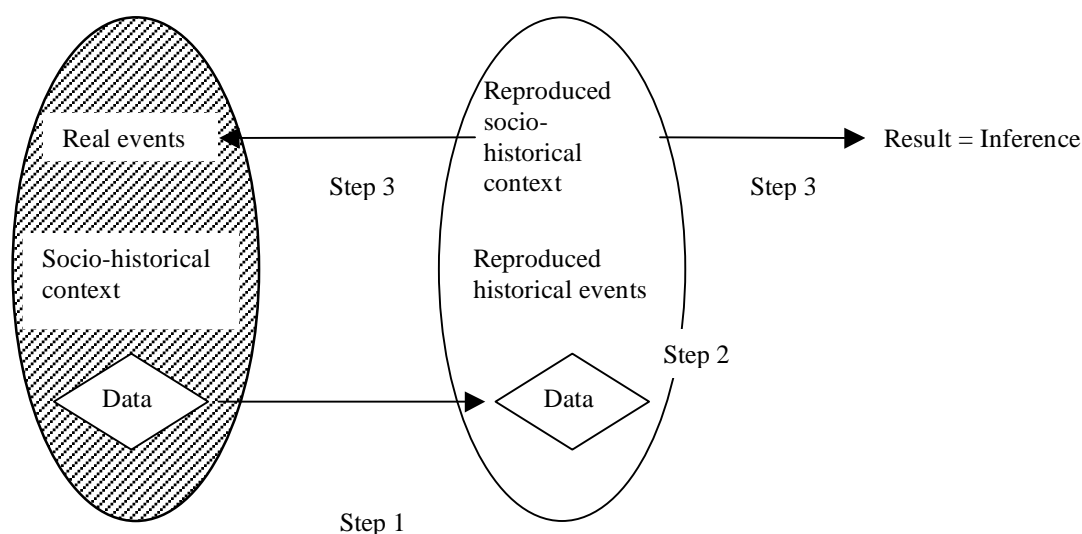 Real events
Socio-historical
context
Data
Step 3
Step 1
Reproduced
socio-
historical
context
Reproduced
historical events
Data
Step 2
Step 3
Result = Inference